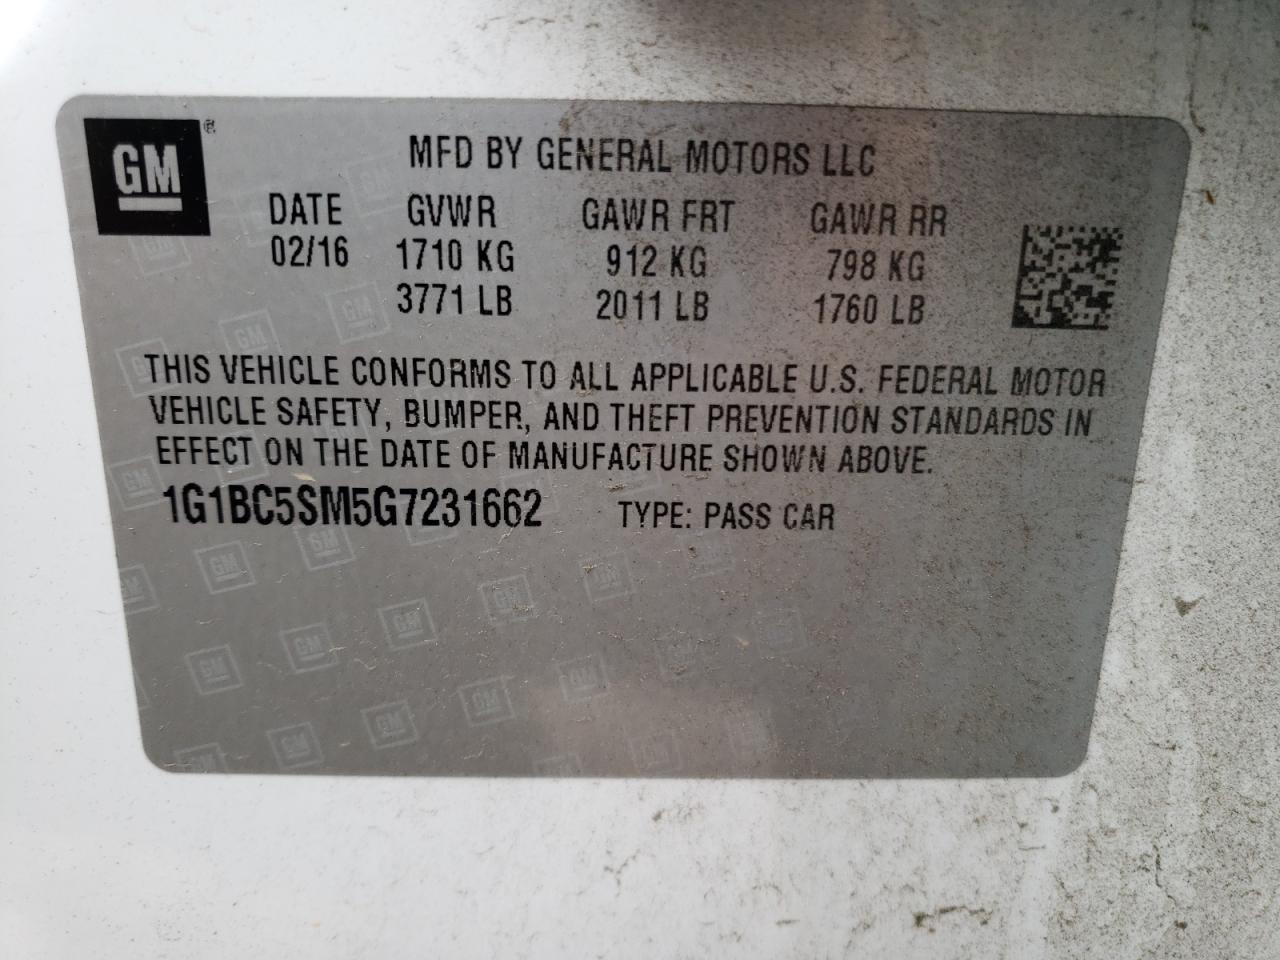 GM ®
MFD BY GENERAL MOTORS LLC
DATE GVWR GAWR FRT GAWR RR
02/16 1710 KG 912 KG 798 KG
3771 LB 2011 LB 1760 LB
THIS VEHICLE CONFORMS TO ALL APPLICABLE U.S. FEDERAL MOTOR
VEHICLE SAFETY, BUMPER, AND THEFT PREVENTION STANDARDS IN
EFFECT ON THE DATE OF MANUFACTURE SHOWN ABOVE.
1G1BC5SM5G7231662 TYPE: PASS CAR